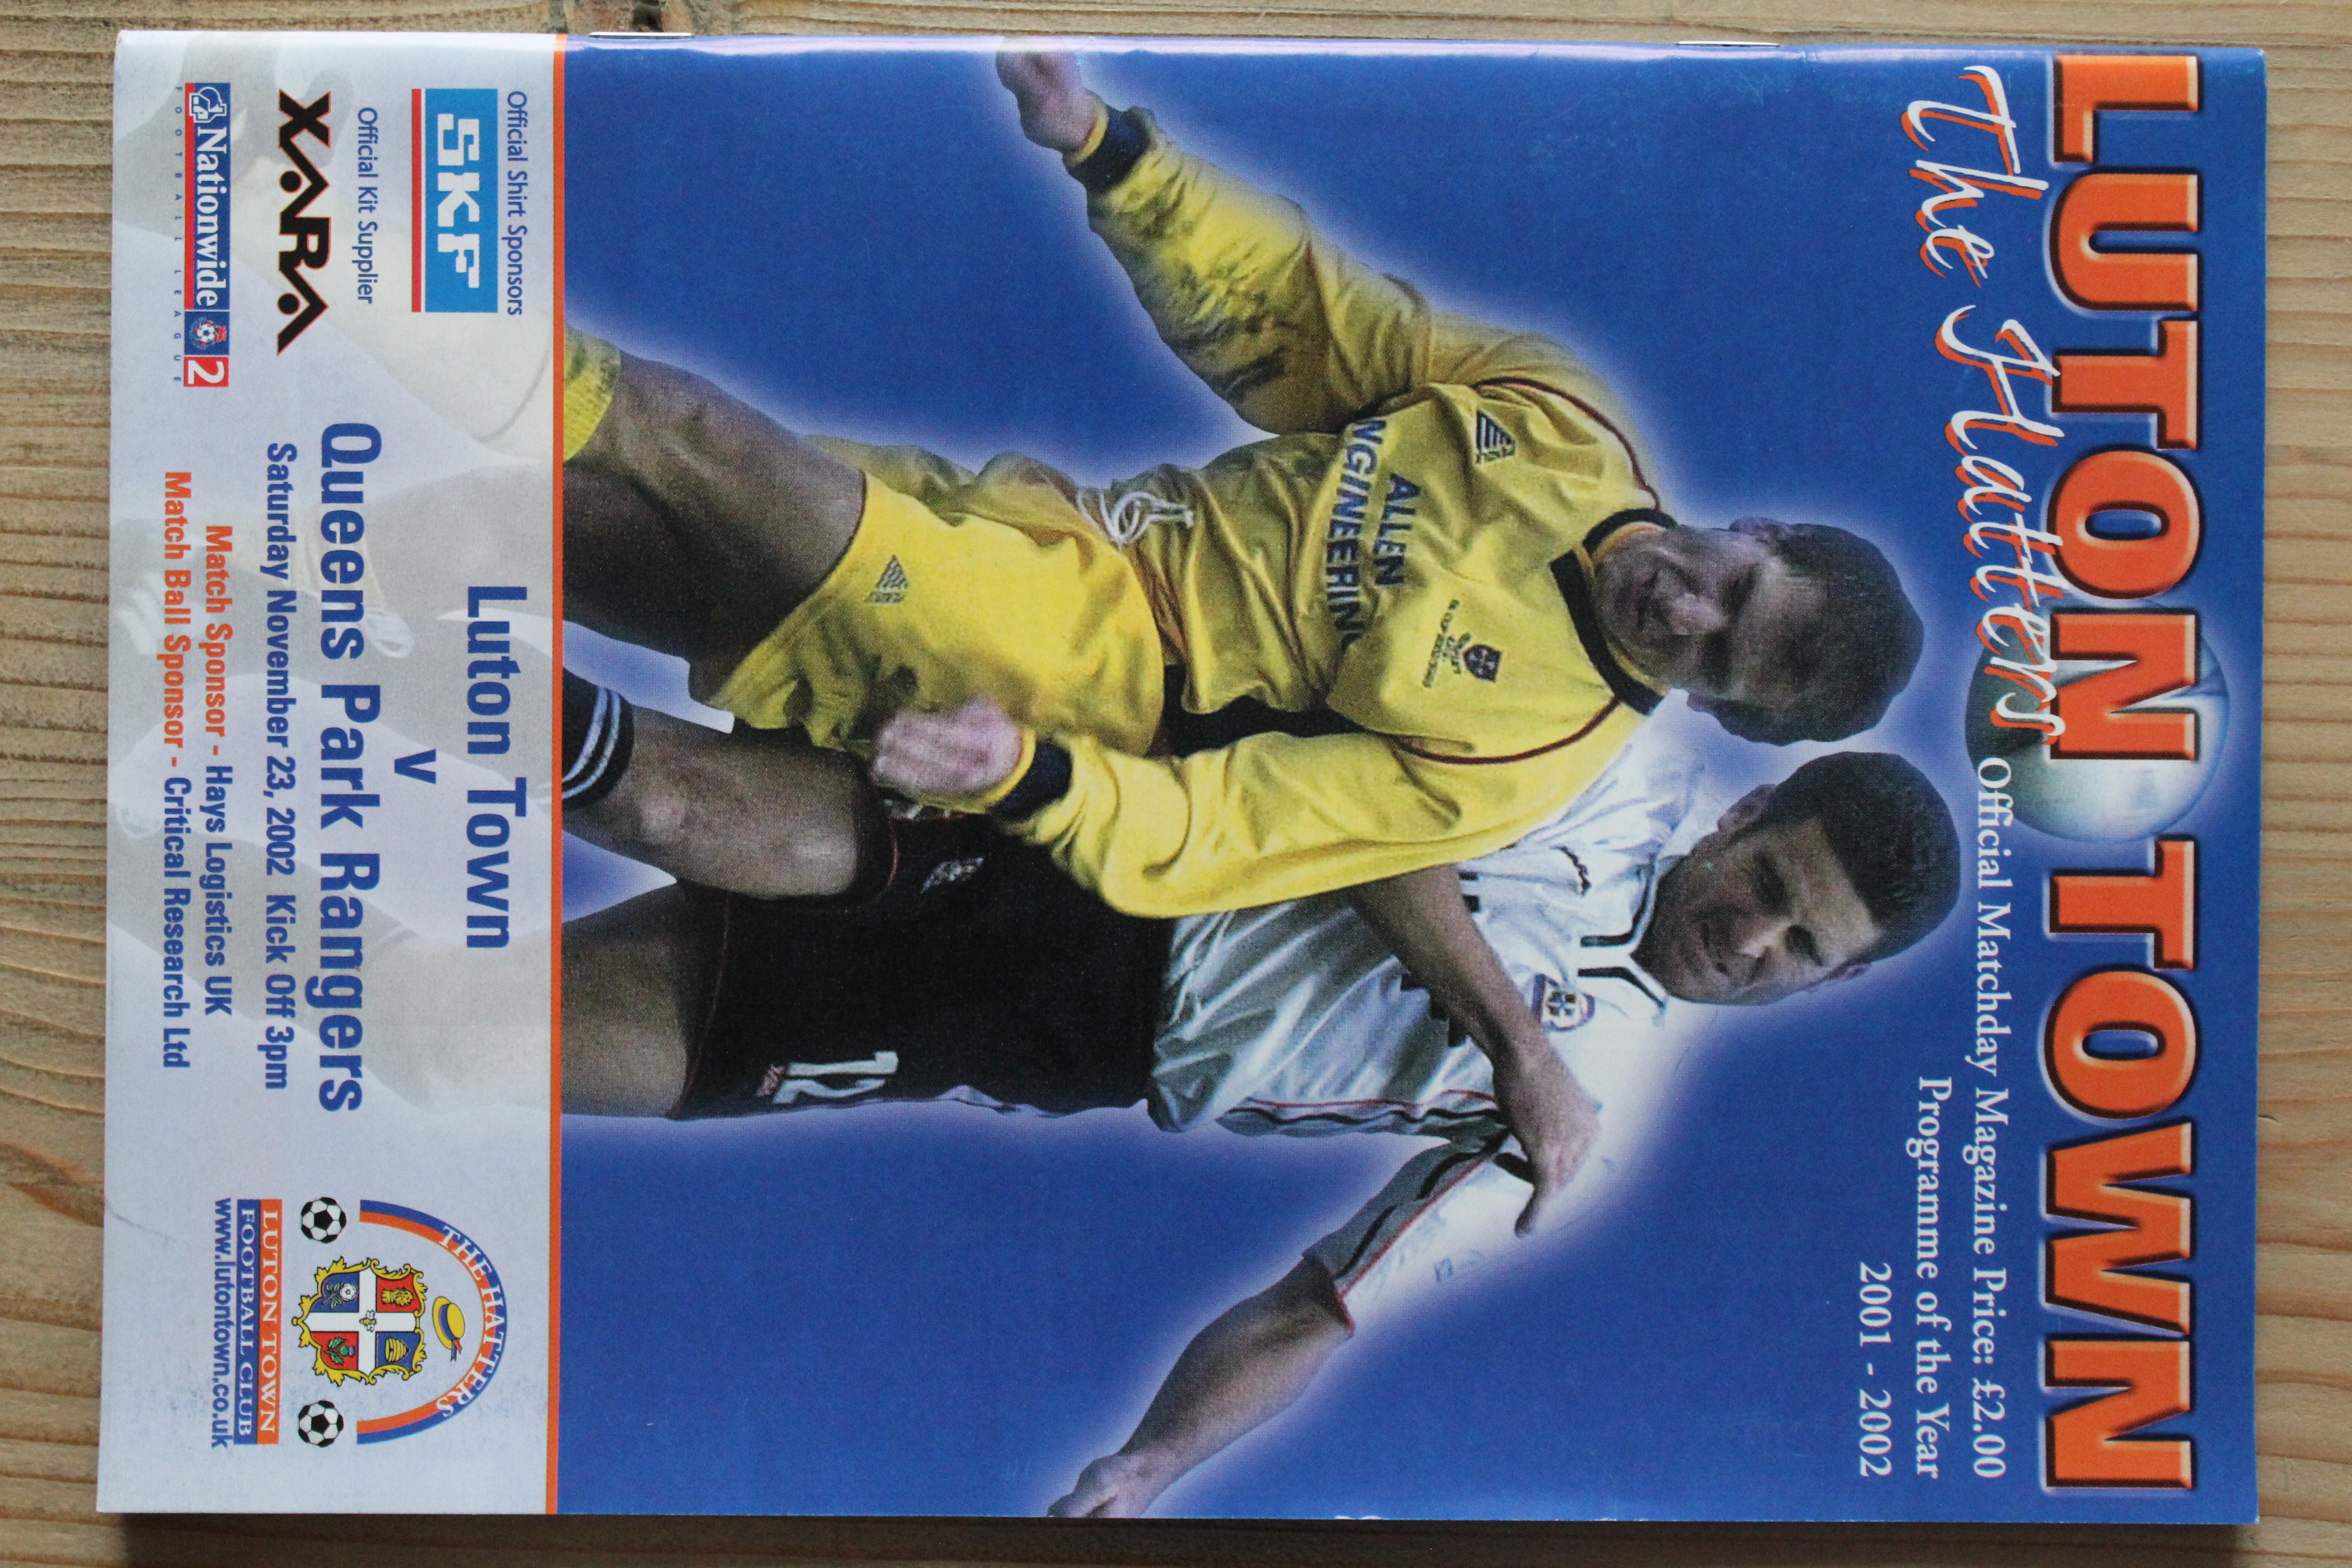 LUTON TOWN
The Hatters
Official Matchday Magazine Price: £2.00
Programme of the Year
2001 - 2002
ALLEN
NGINEERIN
12
Official Shirt Sponsors
SKF
Official Kit Supplier
XARA
Nationwide 2
FOOTBALL LEAGUE
Luton Town
v
Queens Park Rangers
Saturday November 23, 2002 Kick Off 3pm
Match Sponsor - Hays Logistics UK
Match Ball Sponsor - Critical Research Ltd
THE HATTERS
LUTON TOWN
FOOTBALL CLUB
www.lutontown.co.uk